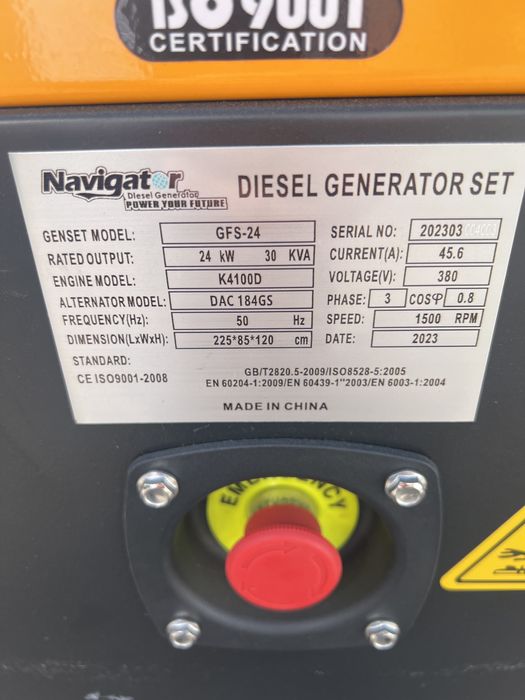 ISO 9001
CERTIFICATION
Navigator
Diesel Generator
POWER YOUR FUTURE
DIESEL GENERATOR SET
GENSET MODEL: GFS-24 SERIAL NO: 202303
RATED OUTPUT: 24 kW 30 KVA CURRENT(A): 45.6
ENGINE MODEL: K4100D VOLTAGE(V): 380
ALTERNATOR MODEL: DAC 184GS PHASE: 3 COSφ 0.8
FREQUENCY(Hz): 50 Hz SPEED: 1500 RPM
DIMENSION(LxWxH): 225*85*120 cm DATE: 2023
STANDARD: GB/T2820.5-2009/ISO8528-5:2005
CE ISO9001-2008 EN 60204-1:2009/EN 60439-1"2003/EN 6003-1:2004
MADE IN CHINA
EMERGENCY